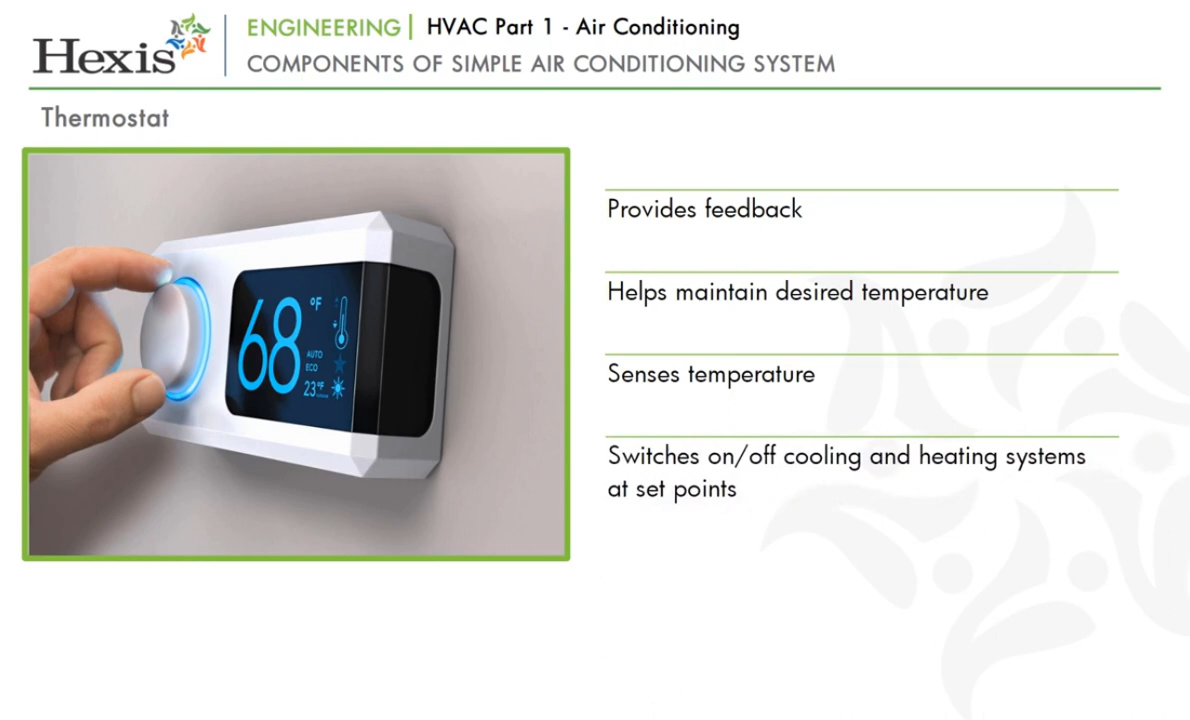 Hexis
ENGINEERING | HVAC Part 1 - Air Conditioning
COMPONENTS OF SIMPLE AIR CONDITIONING SYSTEM
Thermostat
68 °F
AUTO
ECO
23°F
Provides feedback
Helps maintain desired temperature
Senses temperature
Switches on/off cooling and heating systems
at set points